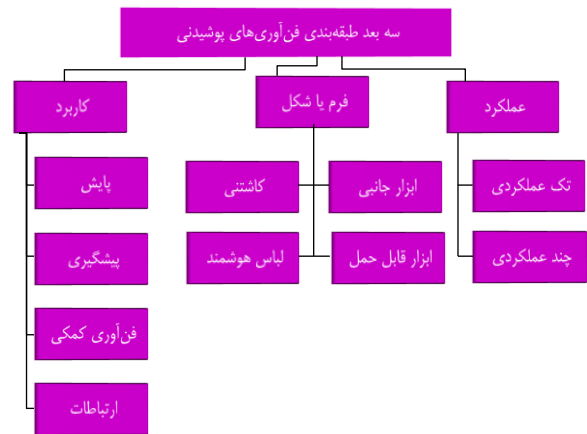 سه بعد طبقه‌بندی فن‌آوری‌های پوشیدنی
عملکرد
فرم یا شکل
کاربرد
تک عملکردی
چند عملکردی
ابزار جانبی
کاشتنی
ابزار قابل حمل
لباس هوشمند
پایش
پیشگیری
فن‌آوری کمکی
ارتباطات